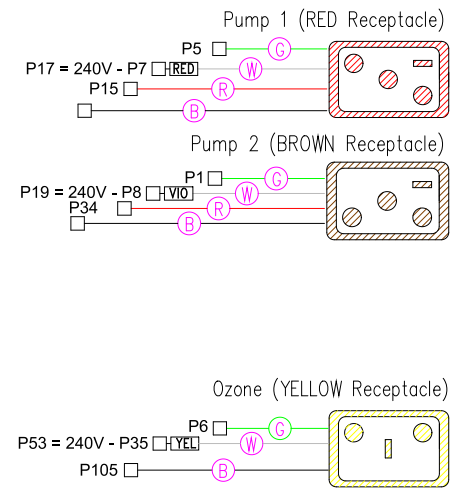 Pump 1 (RED Receptacle)
P5 G
P17 = 240V - P7 RED W
P15 R
B
Pump 2 (BROWN Receptacle)
P1 G
P19 = 240V - P8 VIO W
P34 R
B
Ozone (YELLOW Receptacle)
P6 G
P53 = 240V - P35 YEL W
P105 B